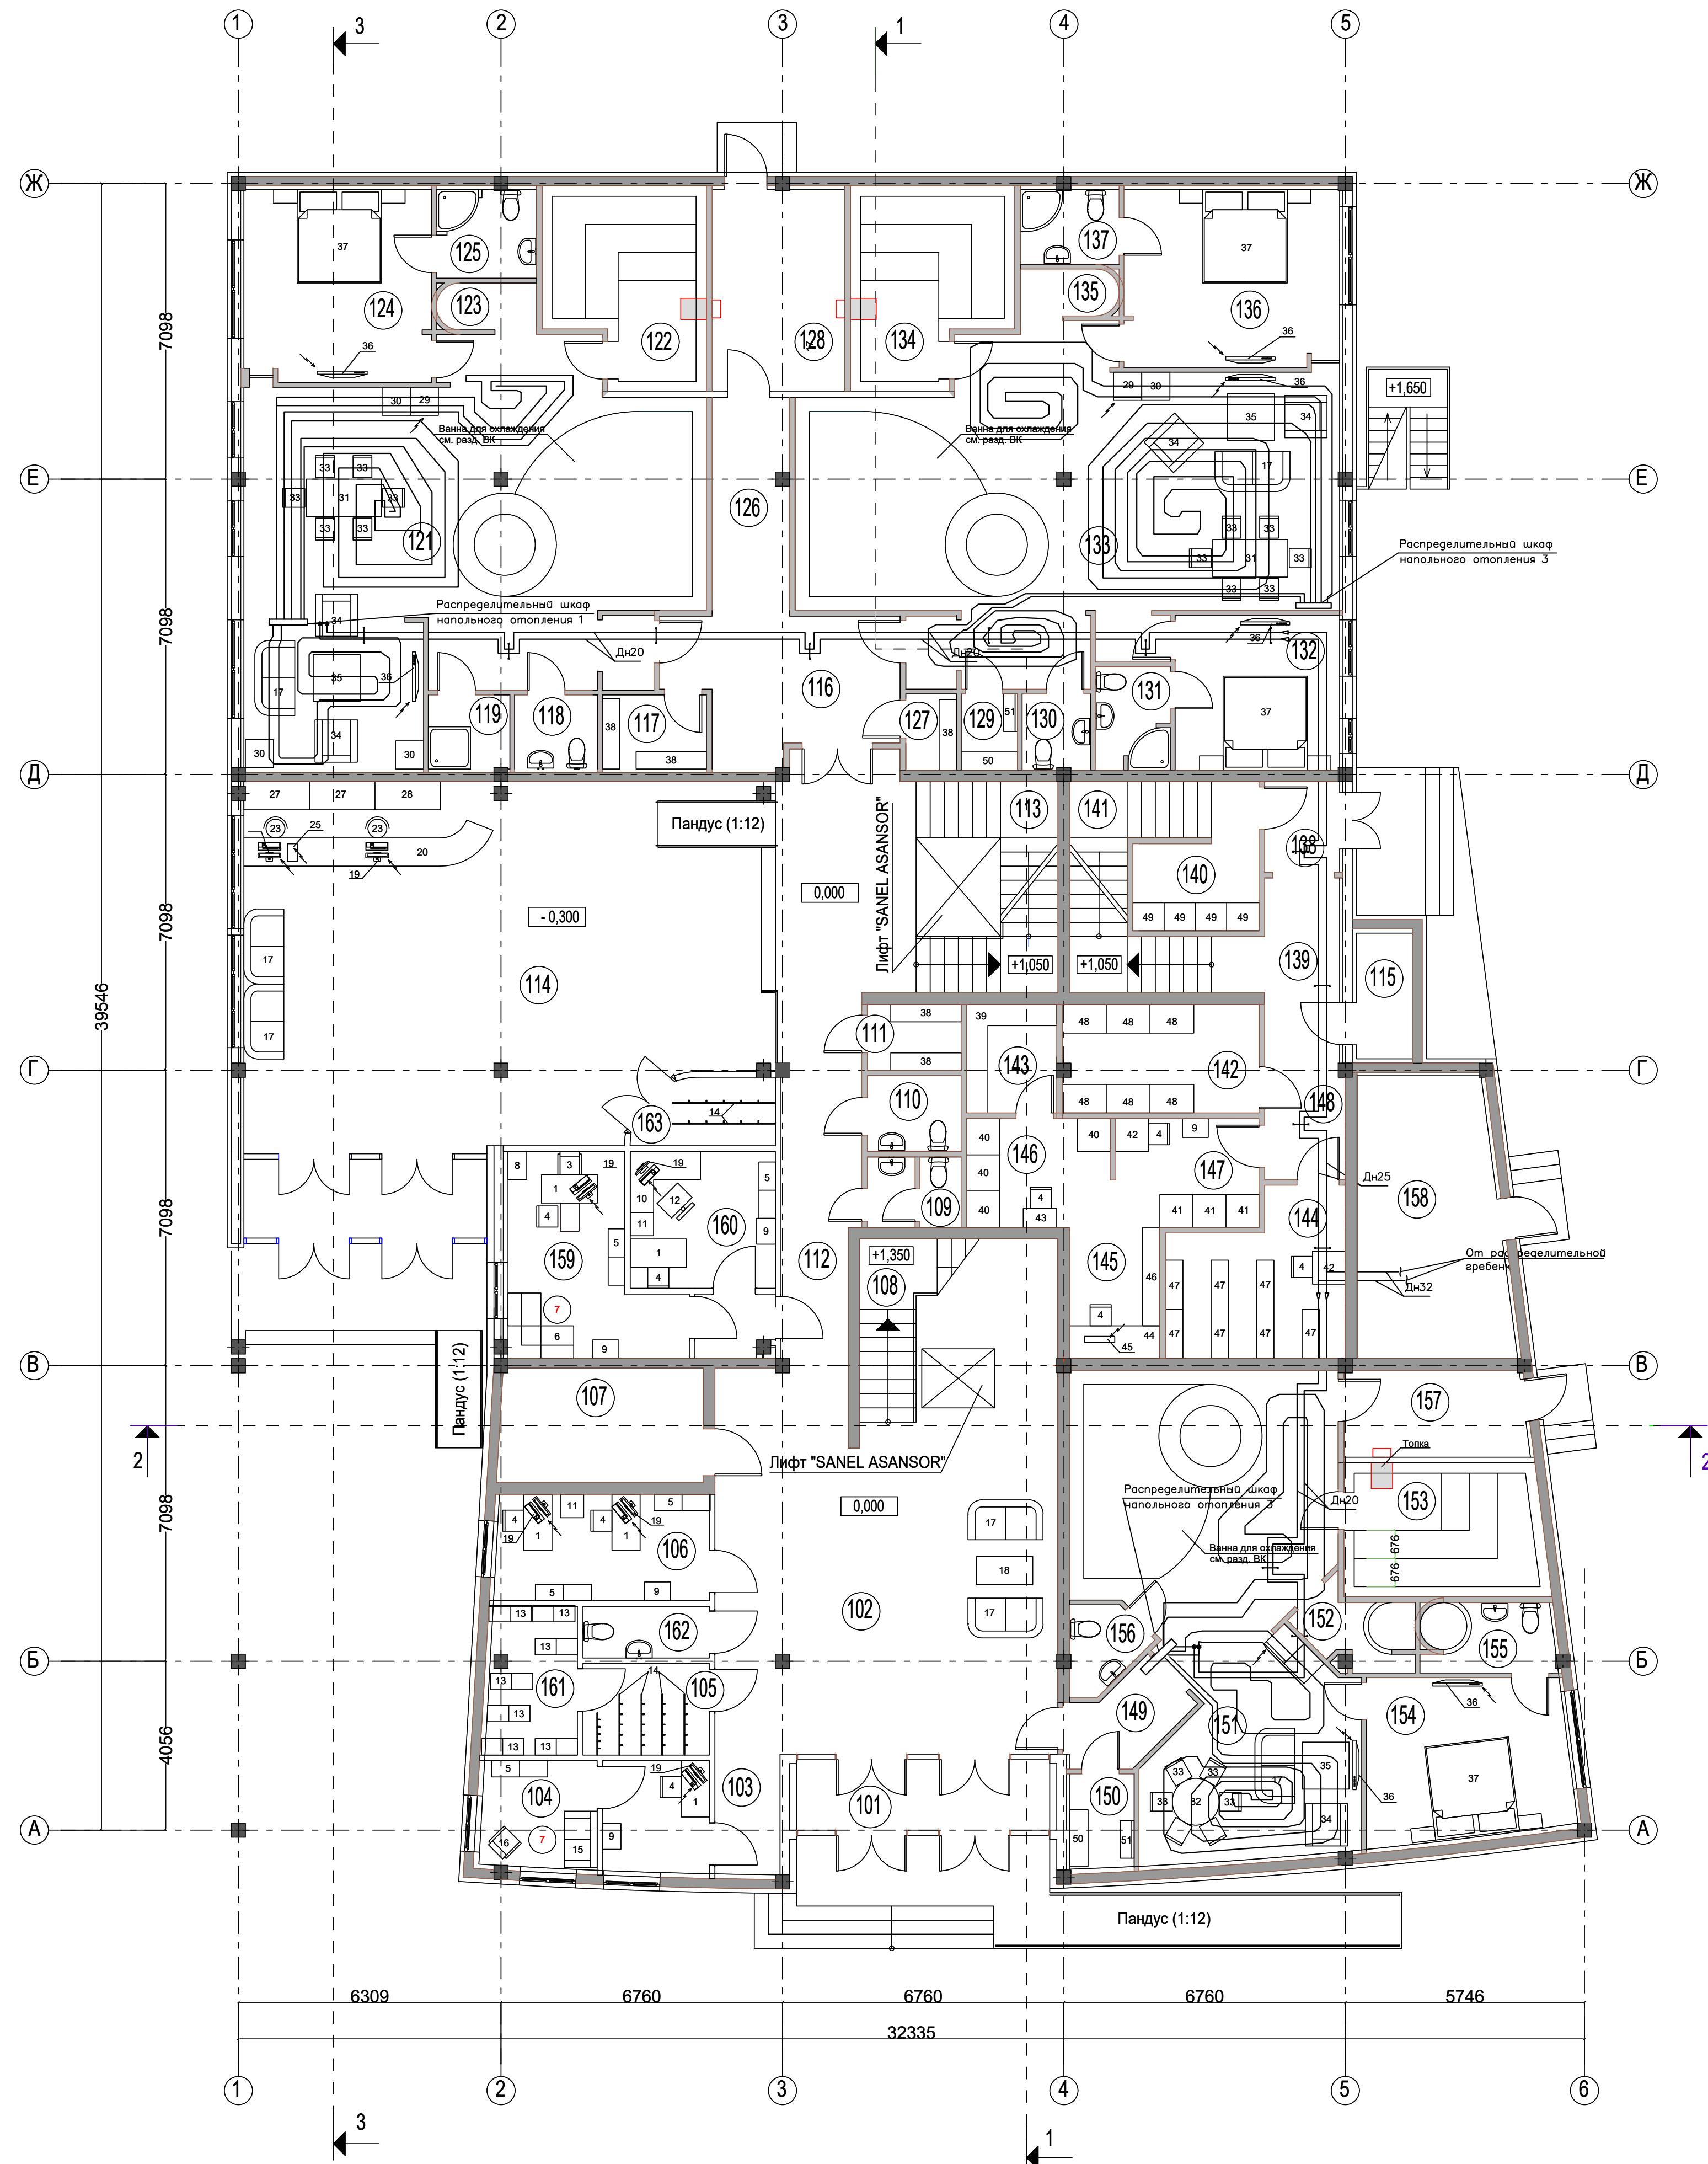 1 2 3 4 5
3 1
Ж Ж
37 125 137 37
124 123 135 136
122 128 134
36 36
30 29 29 30 36
+1,650
35 34
Ванна для охлаждения
см. разд. ВК
Ванна для охлаждения
см. разд. ВК
34
17
Е Е
33 33
33 31 33
33 33
126
121 133
33 33
33 31 33
33 33
Распределительный шкаф
напольного отопления 3
Распределительный шкаф
напольного отопления 1
34
36 132
Дн20 Дн20
17 35 36
116 131
119 118 117 38 127 38 129 51 130 37
34
30 30 38 50
Д Д
7098
7098
7098
7098
7098
4056
39546
27 27 28
Пандус (1:12)
113 141
23 25 23
20
19
138
140
0,000
- 0,300
Лифт "SANEL ASANSOR"
49 49 49 49
17
114
+1,050 +1,050
139 115
17
111 38 39 48 48 48
38
Г Г
143 142
163 14
110 48 48 48 148
40 40 42 4 9
8 3 19 19 5
1 10 12
146 147
40
Дн25
158
4 11 160 109 4
40 43 41 41 41
9
5 159 1
4
112
+1,350
108
144
145 46
4 42
От распределительной
гребенк
Дн32
47 47 47
7
6 9
4
47 47 47 47
44
45
В В
Пандус (1:12)
107
157
2 2
Топка
Лифт "SANEL ASANSOR"
Распределительный шкаф
напольного отопления 3
Дн20
153
0,000
11 5
4 4
1 19 1 19
17
676 676
Ванна для охлаждения
см. разд. ВК
106
5 9
18
13 13
162
102 17
156 152
13
155
Б Б
14
13 161 105
13
149
151
36
154
13 13
5 19
104 4 103
1
101
150
33 33
33 32 33
17
35
34
36
37
16 7 15 9
50 51
А А
Пандус (1:12)
6309 6760 6760 6760 5746
32335
1 2 3 4 5 6
3 1